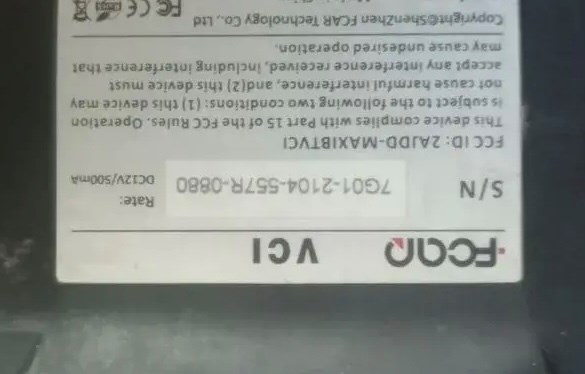 FCAR VCI
S/N 7G01-2104-557R-0880 Rate: DC12V/500mA
FCC ID: 2AJDD-MAXIBTVCI
This device complies with Part 15 of the FCC Rules. Operation
is subject to the following two conditions: (1) this device may
not cause harmful interference, and(2) this device must
accept any interference received, including interference that
may cause undesired operation.
Copyright©ShenZhen FCAR Technology Co., Ltd
FC CE